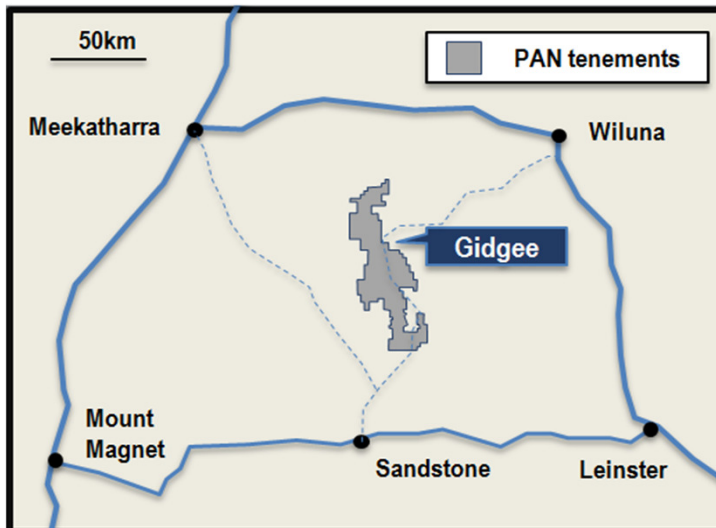 50km
PAN tenements
Meekatharra
Wiluna
Gidgee
Mount
Magnet
Sandstone
Leinster